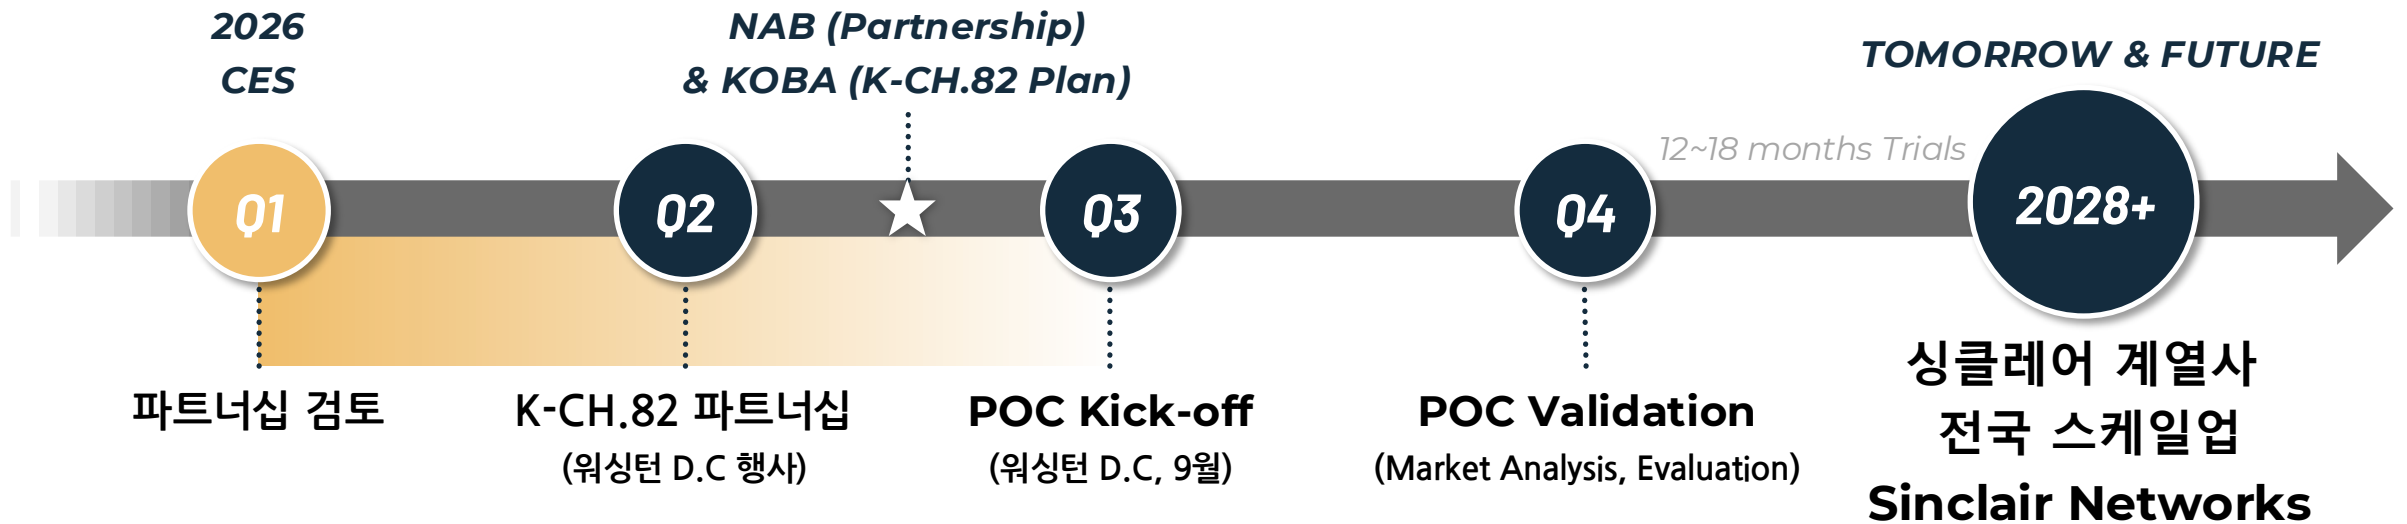 2026
CES
NAB (Partnership)
& KOBA (K-CH.82 Plan)
TOMORROW & FUTURE
12~18 months Trials
Q1
Q2
Q3
Q4
2028+
파트너십 검토
K-CH.82 파트너십
(워싱턴 D.C 행사)
POC Kick-off
(워싱턴 D.C, 9월)
POC Validation
(Market Analysis, Evaluation)
싱클레어 계열사
전국 스케일업
Sinclair Networks